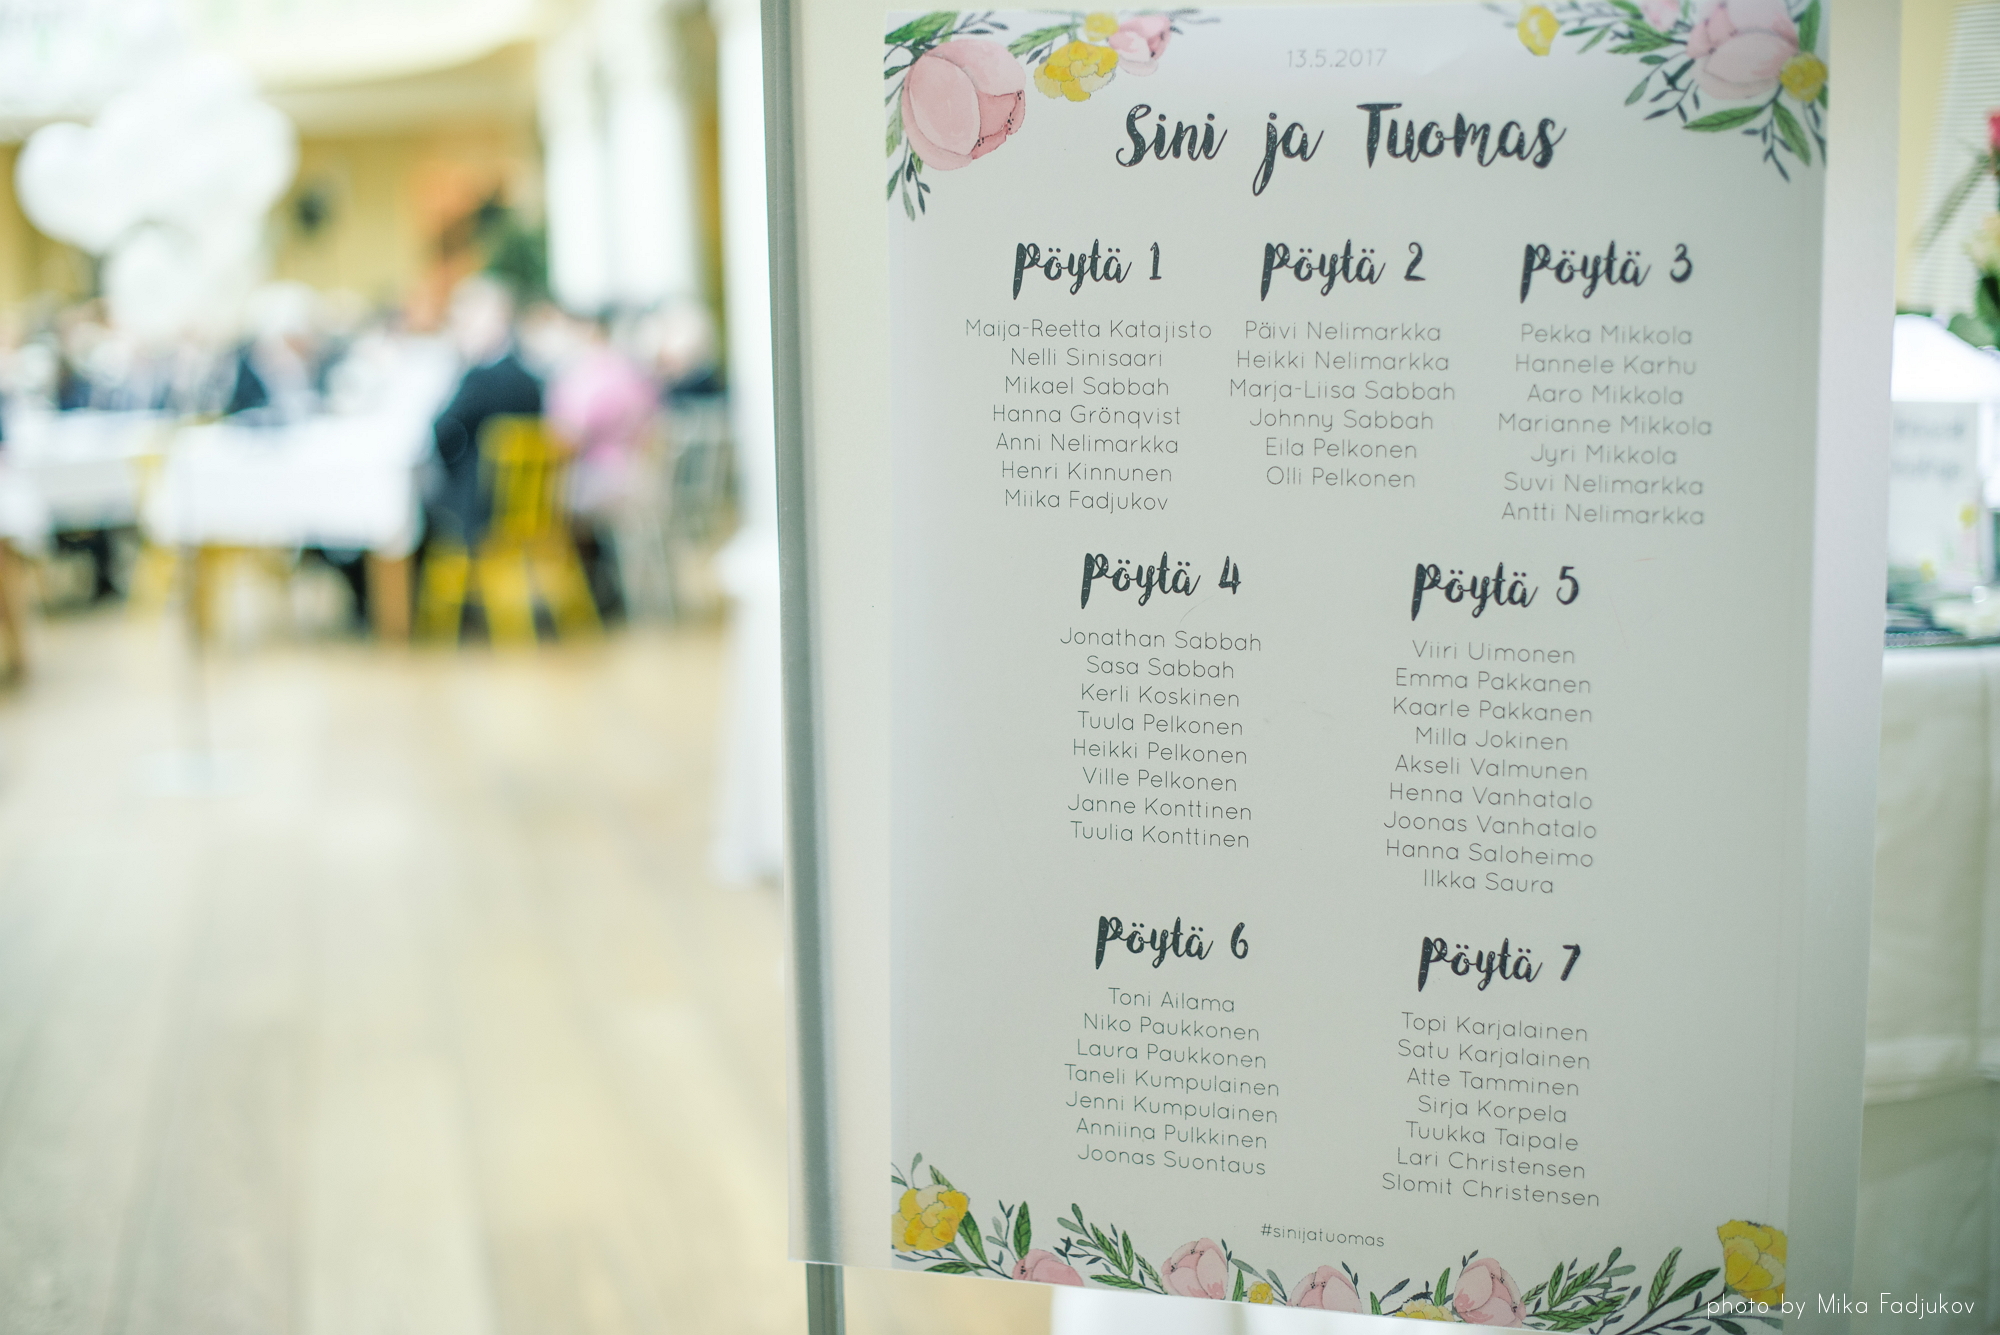 13.5.2017
Sini ja Tuomas
Pöytä 1
Maija-Reetta Katajisto
Nelli Sinisaari
Mikael Sabbah
Hanna Grönqvist
Anni Nelimarkka
Henri Kinnunen
Miika Fadjukov
Pöytä 2
Päivi Nelimarkka
Heikki Nelimarkka
Marja-Liisa Sabbah
Johnny Sabbah
Eila Pelkonen
Olli Pelkonen
Pöytä 3
Pekka Mikkola
Hannele Karhu
Aaro Mikkola
Marianne Mikkola
Jyri Mikkola
Suvi Nelimarkka
Antti Nelimarkka
Pöytä 4
Jonathan Sabbah
Sasa Sabbah
Kerli Koskinen
Tuula Pelkonen
Heikki Pelkonen
Ville Pelkonen
Janne Konttinen
Tuulia Konttinen
Pöytä 5
Viiri Uimonen
Emma Pakkanen
Kaarle Pakkanen
Milla Jokinen
Akseli Valmunen
Henna Vanhatalo
Joonas Vanhatalo
Hanna Saloheimo
Ilkka Saura
Pöytä 6
Toni Ailama
Niko Paukkonen
Laura Paukkonen
Taneli Kumpulainen
Jenni Kumpulainen
Anniina Pulkkinen
Joonas Suontaus
Pöytä 7
Topi Karjalainen
Satu Karjalainen
Atte Tamminen
Sirja Korpela
Tuukka Taipale
Lari Christensen
Slomit Christensen
#sinijatuomas
photo by Mika Fadjukov